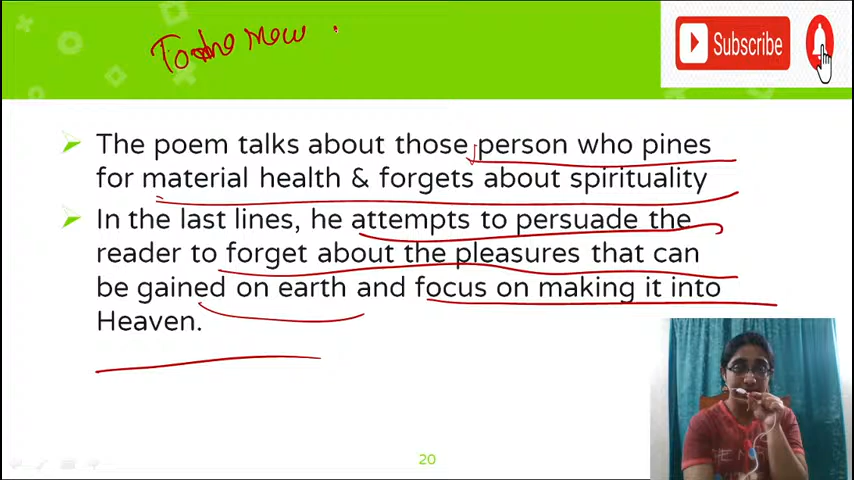 Subscribe
The poem talks about those person who pines
for material health & forgets about spirituality
In the last lines, he attempts to persuade the
reader to forget about the pleasures that can
be gained on earth and focus on making it into
Heaven.
20